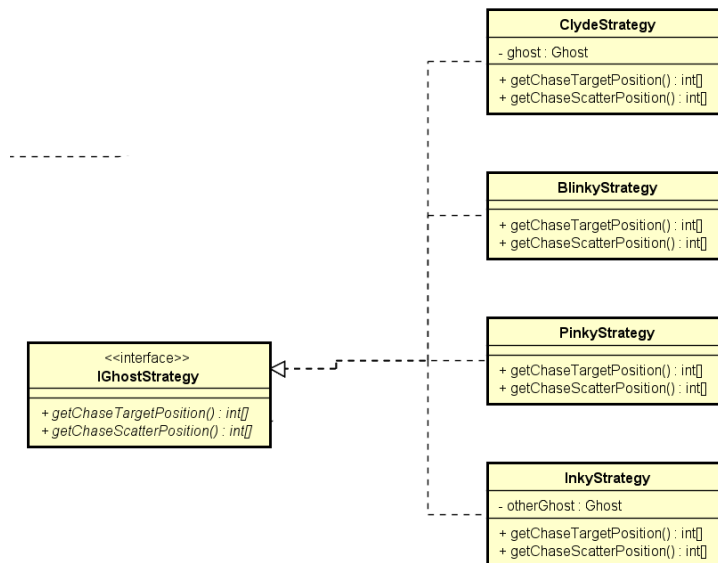 ClydeStrategy
- ghost : Ghost
+ getChaseTargetPosition() : int[]
+ getChaseScatterPosition() : int[]
BlinkyStrategy
+ getChaseTargetPosition() : int[]
+ getChaseScatterPosition() : int[]
PinkyStrategy
+ getChaseTargetPosition() : int[]
+ getChaseScatterPosition() : int[]
<<interface>>
IGhostStrategy
+ getChaseTargetPosition() : int[]
+ getChaseScatterPosition() : int[]
InkyStrategy
- otherGhost : Ghost
+ getChaseTargetPosition() : int[]
+ getChaseScatterPosition() : int[]